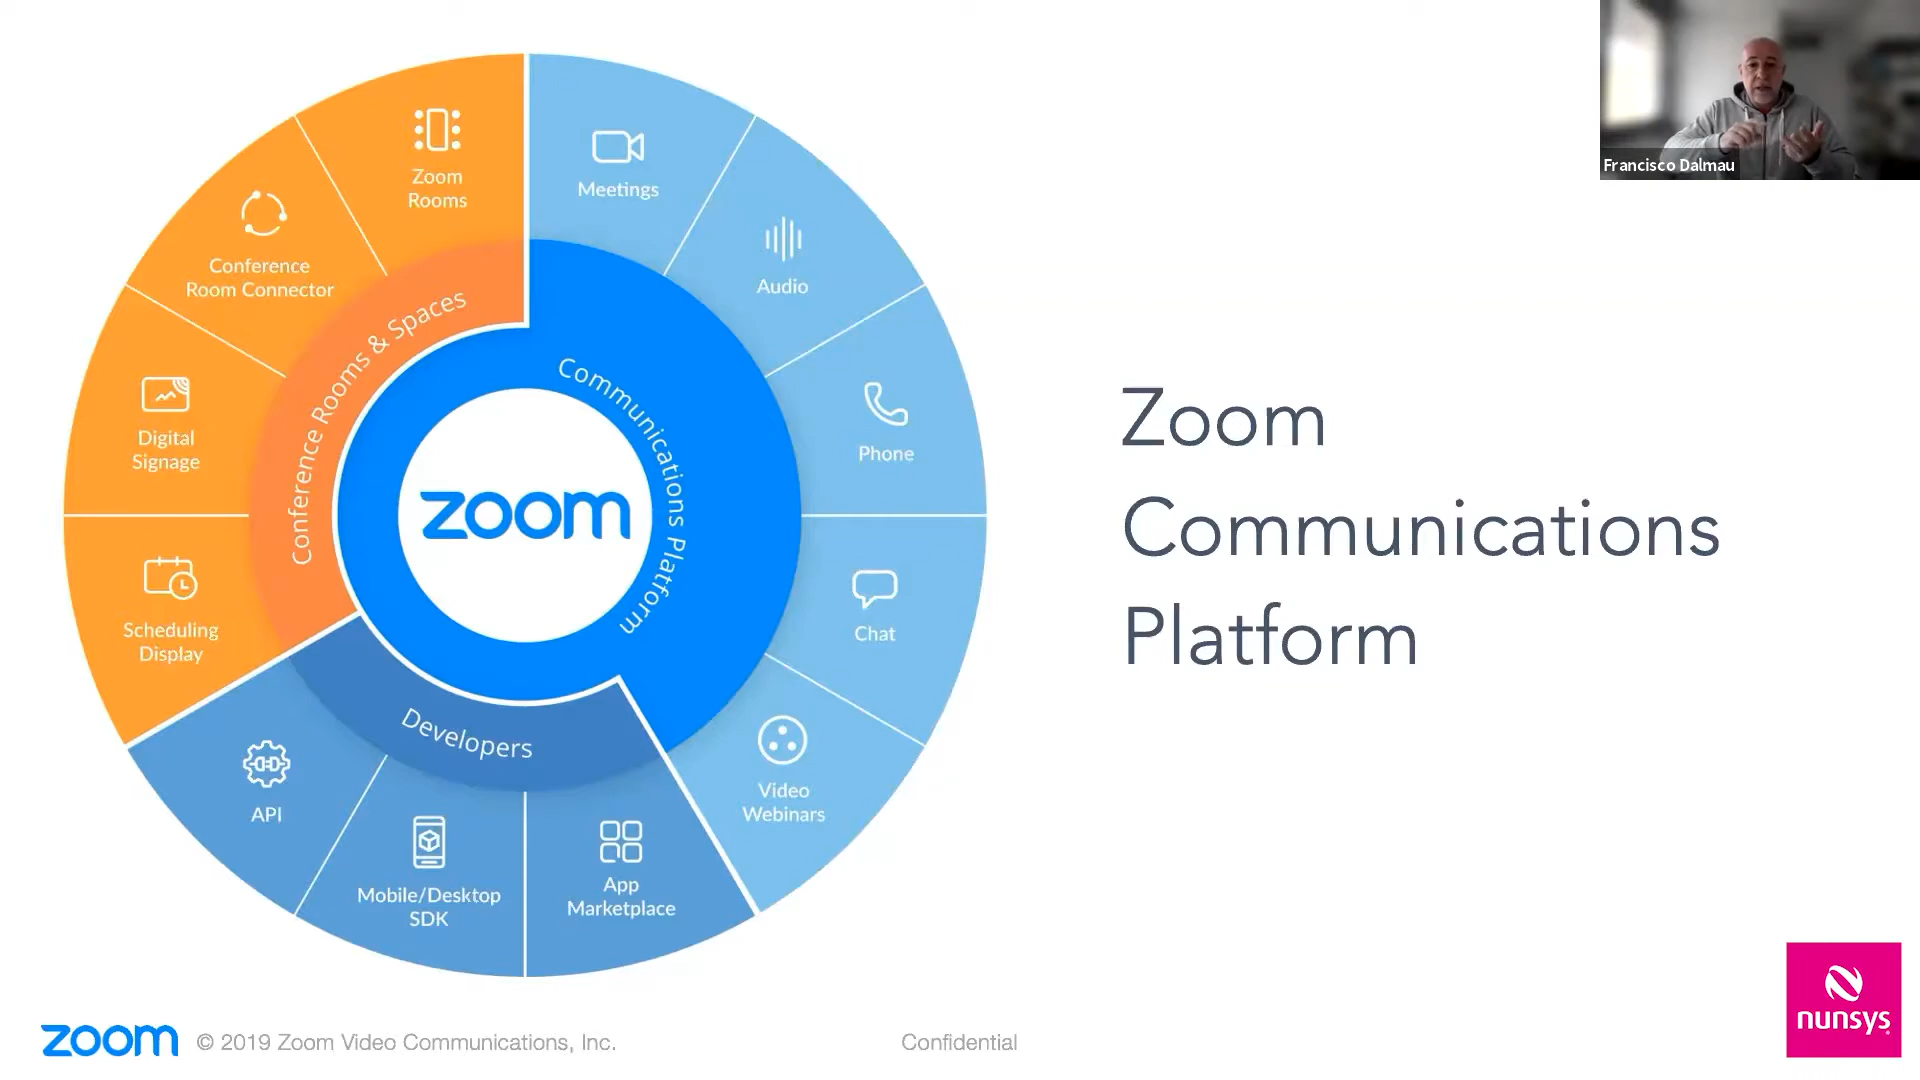 Zoom
Rooms
Meetings
Conference
Room Connector
Audio
Conference Rooms & Spaces
Communications Platform
Digital
Signage
Phone
zoom
Scheduling
Display
Chat
Developers
Video
Webinars
API
Mobile/Desktop
SDK
App
Marketplace
Francisco Dalmau
Zoom
Communications
Platform
zoom © 2019 Zoom Video Communications, Inc.
Confidential
nunsys